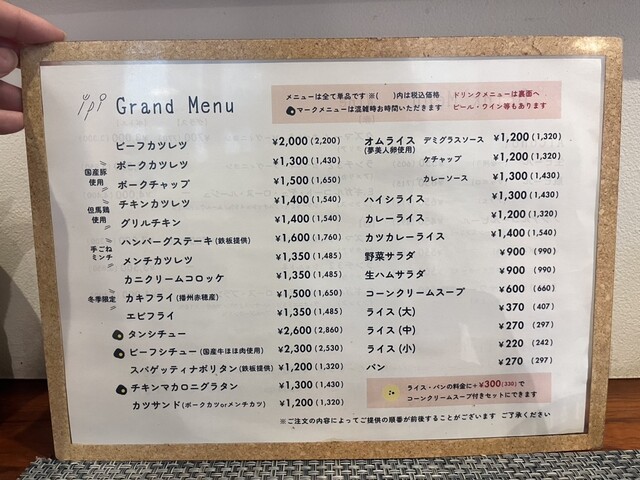 ipi Grand Menu
メニューは全て単品です ※( )内は税込価格
●マークメニューは混雑時お時間いただきます
ドリンクメニューは裏面へ
ビール・ワイン等もあります
ビーフカツレツ ¥2,000 (2,200)
国産豚使用
ポークカツレツ ¥1,300 (1,430)
ポークチャップ ¥1,500 (1,650)
但馬鶏使用
チキンカツレツ ¥1,400 (1,540)
グリルチキン ¥1,400 (1,540)
手ごねミンチ
ハンバーグステーキ(鉄板提供) ¥1,600 (1,760)
メンチカツレツ ¥1,350 (1,485)
カニクリームコロッケ ¥1,350 (1,485)
冬季限定 カキフライ(播州赤穂産) ¥1,500 (1,650)
エビフライ ¥1,350 (1,485)
タンシチュー ¥2,600 (2,860)
ビーフシチュー(国産牛ほほ肉使用) ¥2,300 (2,530)
スパゲッティナポリタン(鉄板提供) ¥1,200 (1,320)
チキンマカロニグラタン ¥1,300 (1,430)
カツサンド(ポークカツorメンチカツ) ¥1,200 (1,320)
オムライス デミグラスソース ¥1,200 (1,320)
(夢美人卵使用)
ケチャップ ¥1,200 (1,320)
カレーソース ¥1,300 (1,430)
ハイシライス ¥1,300 (1,430)
カレーライス ¥1,200 (1,320)
カツカレーライス ¥1,400 (1,540)
野菜サラダ ¥900 (990)
生ハムサラダ ¥900 (990)
コーンクリームスープ ¥600 (660)
ライス(大) ¥370 (407)
ライス(中) ¥270 (297)
ライス(小) ¥220 (242)
パン ¥270 (297)
ライス・パンの料金に+¥300(330)で
コーンクリームスープ付きセットにできます
※ご注文の内容によってご提供の順番が前後することがございます ご了承ください